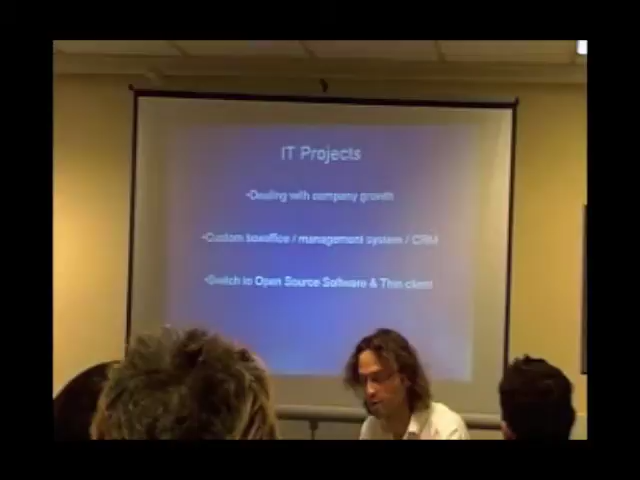 IT Projects
•Dealing with company growth
•Custom boxoffice / management system / CRM
•Switch to Open Source Software & Thin client